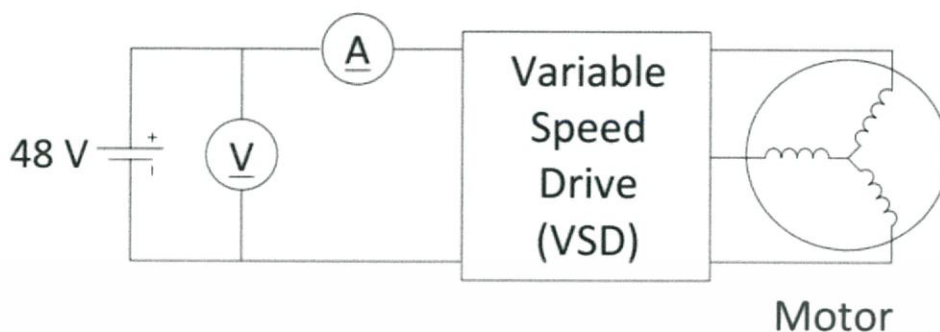 A
Variable
Speed
Drive
(VSD)
48 V
+
V
-
Motor